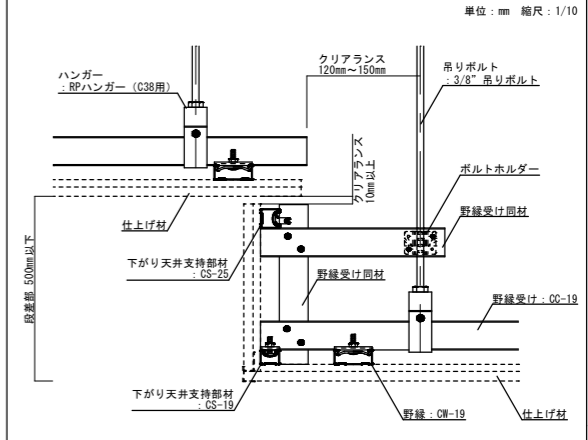 単位：㎜　縮尺：1/10
クリアランス
120㎜～150㎜
吊りボルト
：3/8”吊りボルト
ハンガー
：RPハンガー（C38用）
クリアランス
10㎜以上
ボルトホルダー
野縁受け同材
仕上げ材
下がり天井支持部材
：CS-25
野縁受け同材
段差部 500㎜以下
野縁受け：CC-19
下がり天井支持部材
：CS-19
野縁：CW-19
仕上げ材